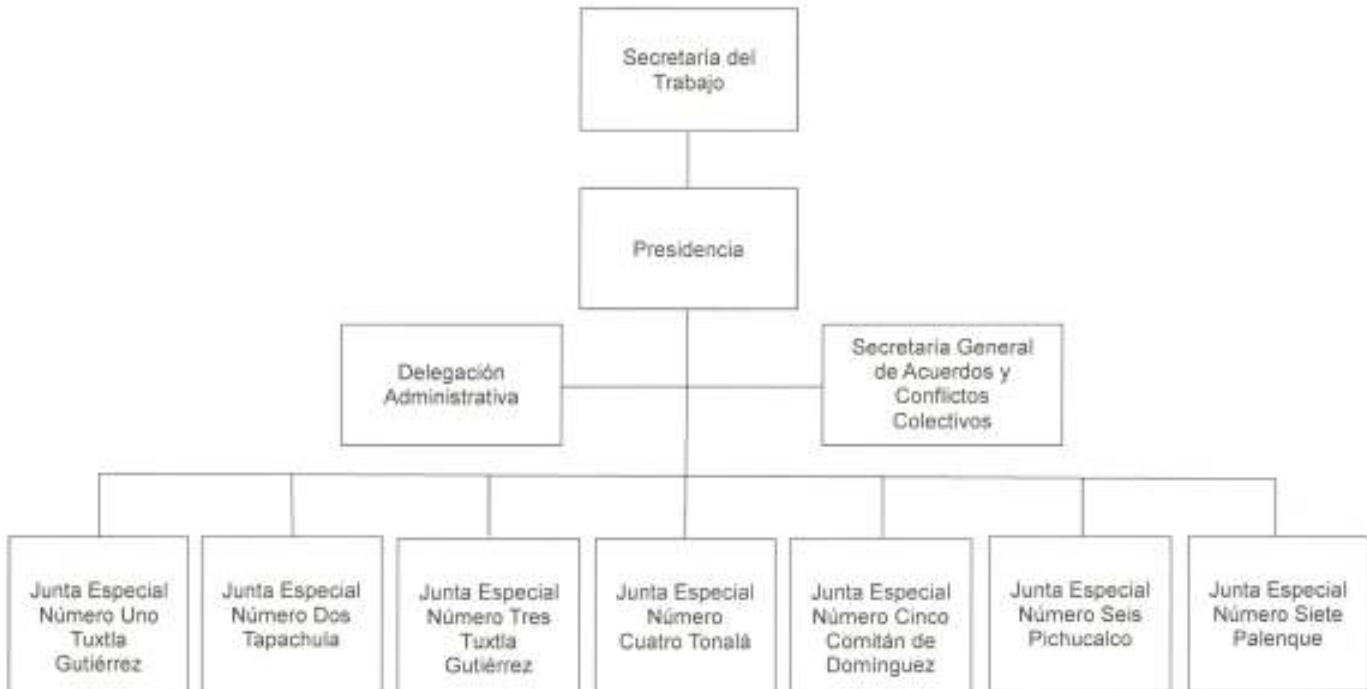 Secretaría del
Trabajo
Presidencia
Delegación
Administrativa
Secretaría General
de Acuerdos y
Conflictos
Colectivos
Junta Especial
Número Uno
Tuxtla
Gutiérrez
Junta Especial
Número Dos
Tapachula
Junta Especial
Número Tres
Tuxtla
Gutiérrez
Junta Especial
Número
Cuatro Tonalá
Junta Especial
Número Cinco
Comitán de
Domínguez
Junta Especial
Número Seis
Pichucalco
Junta Especial
Número Siete
Palenque